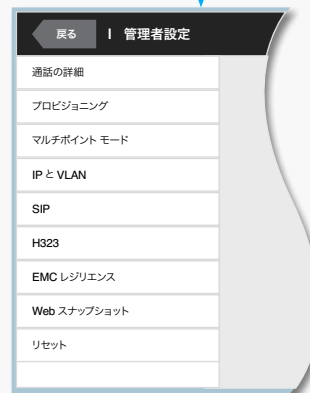 戻る | 管理者設定
通話の詳細
プロビジョニング
マルチポイント モード
IP と VLAN
SIP
H323
EMC レジリエンス
Web スナップショット
リセット